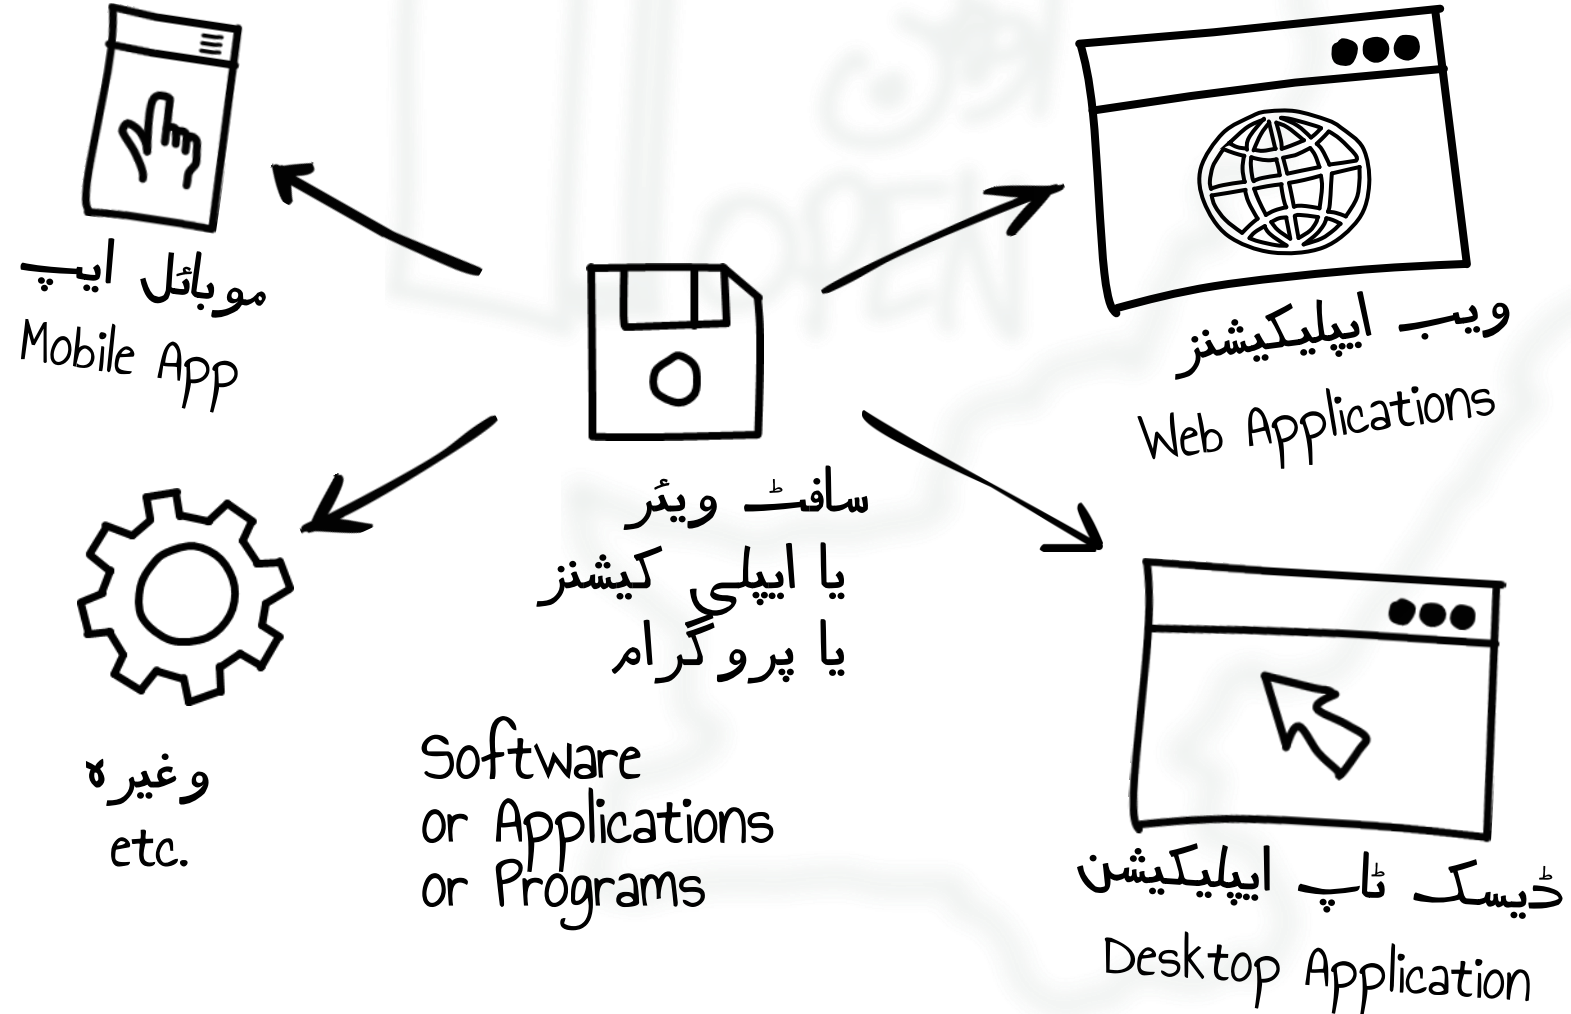 موبائل ایپ
Mobile App
ویب ایپلیکیشنز
Web Applications
سافٹ ویئر
یا ایپلی کیشنز
یا پروگرام
Software
or Applications
or Programs
وغیرہ
etc.
ڈیسک ٹاپ ایپلیکیشن
Desktop Application
OPEN